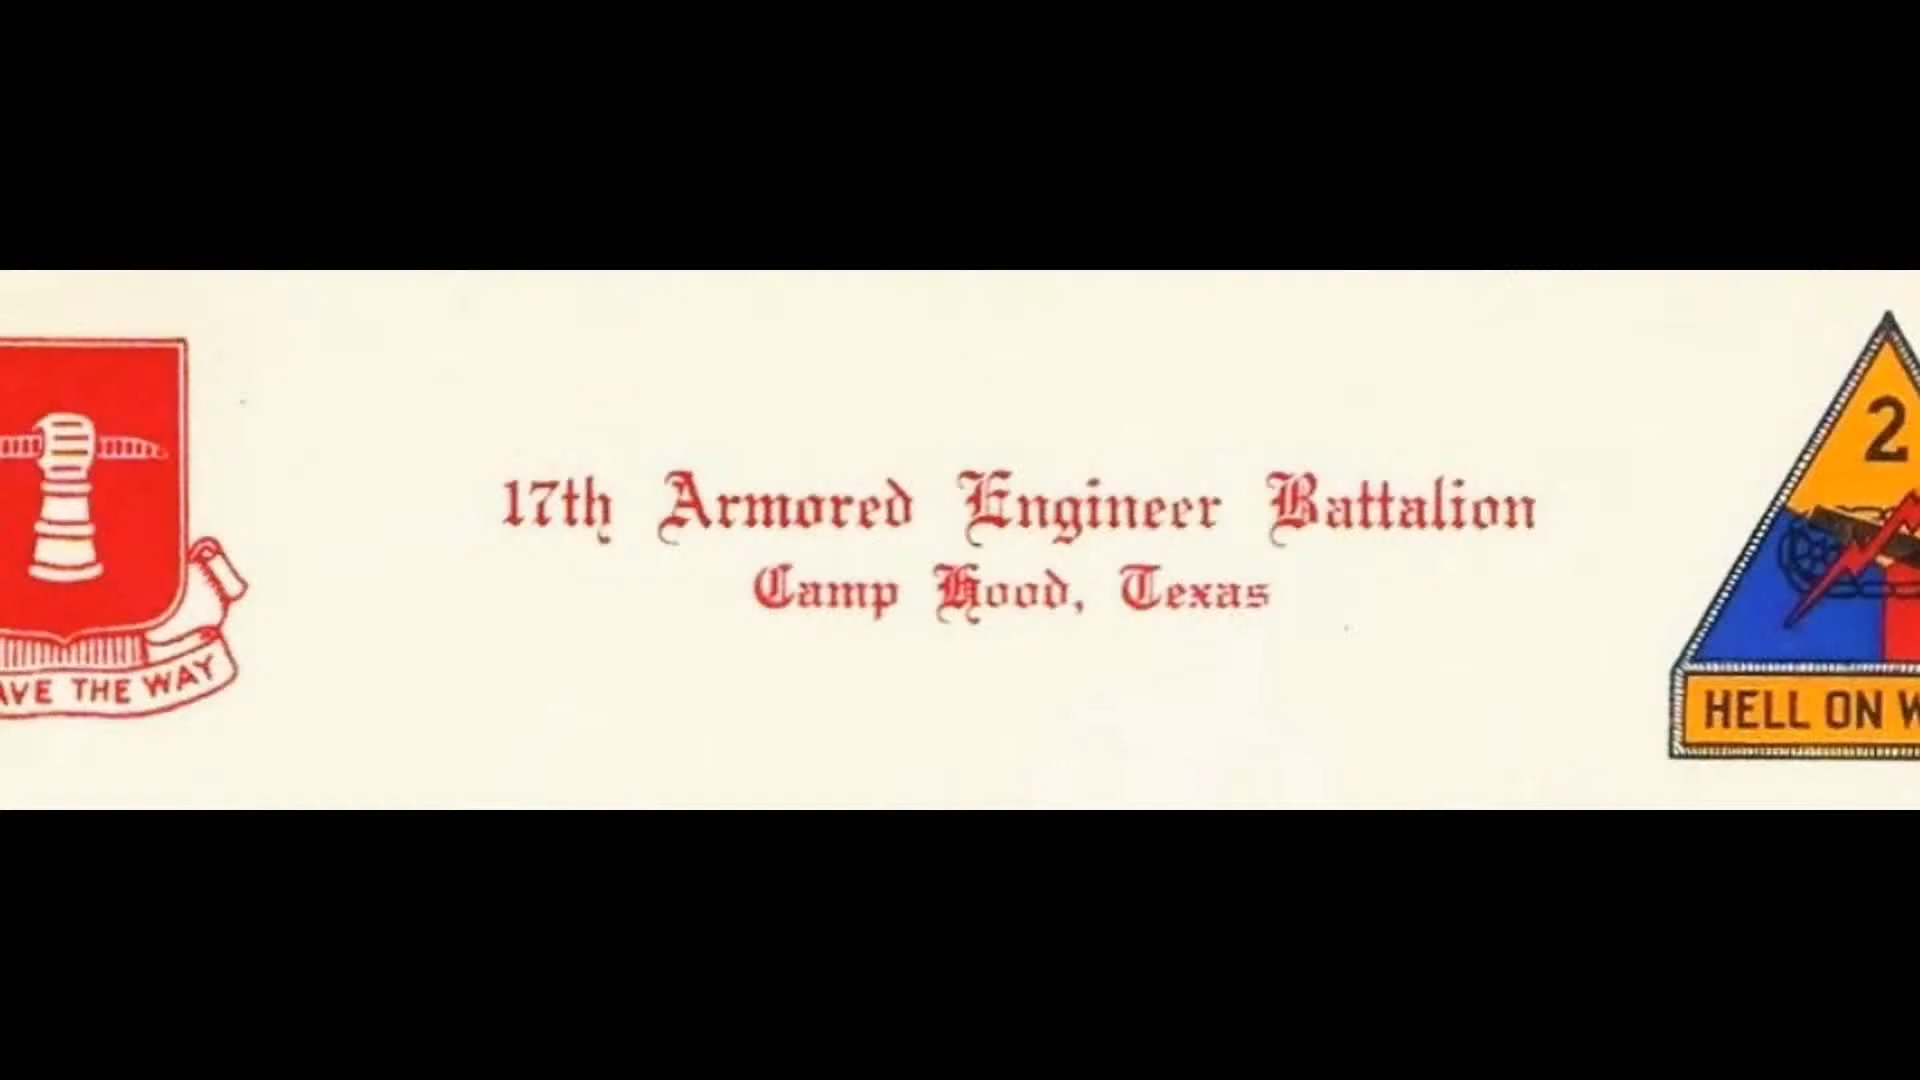 17th Armored Engineer Battalion
Camp Hood, Texas
AVE THE WAY
2
HELL ON W